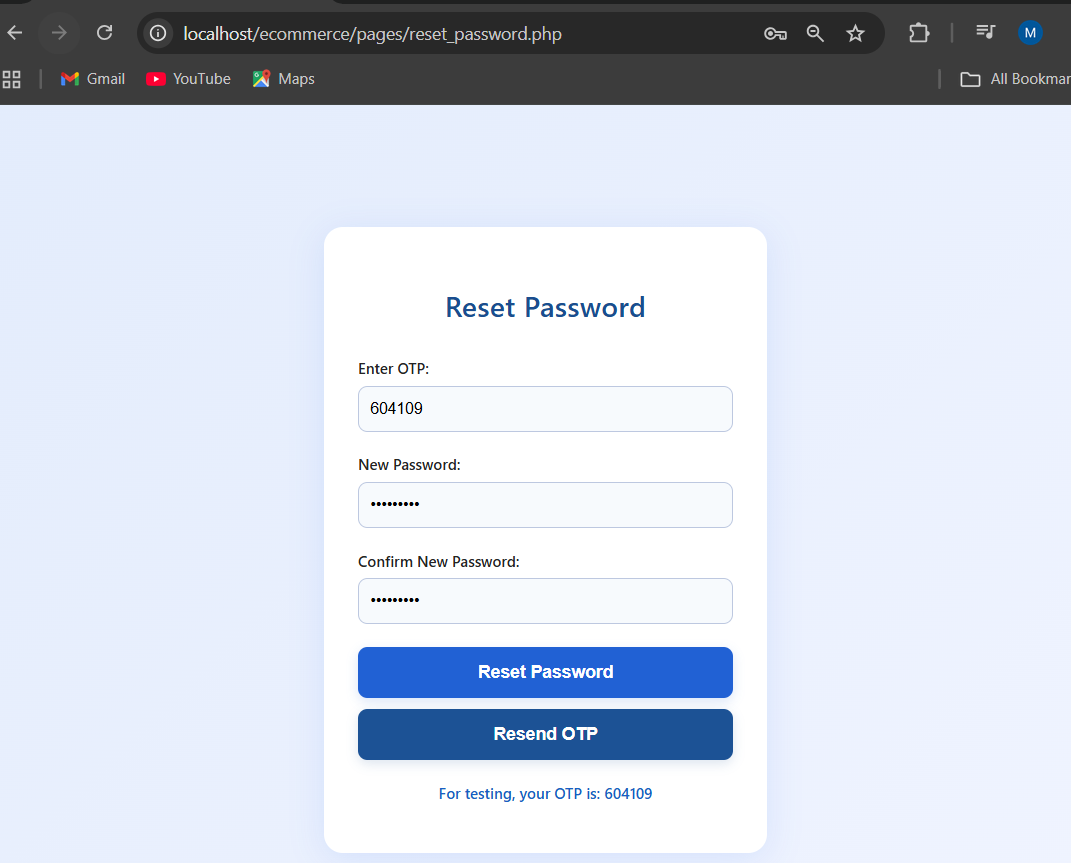 localhost/ecommerce/pages/reset_password.php
M
Gmail
YouTube
Maps
All Bookmar
Reset Password
Enter OTP:
604109
New Password:
•••••••••
Confirm New Password:
•••••••••
Reset Password
Resend OTP
For testing, your OTP is: 604109